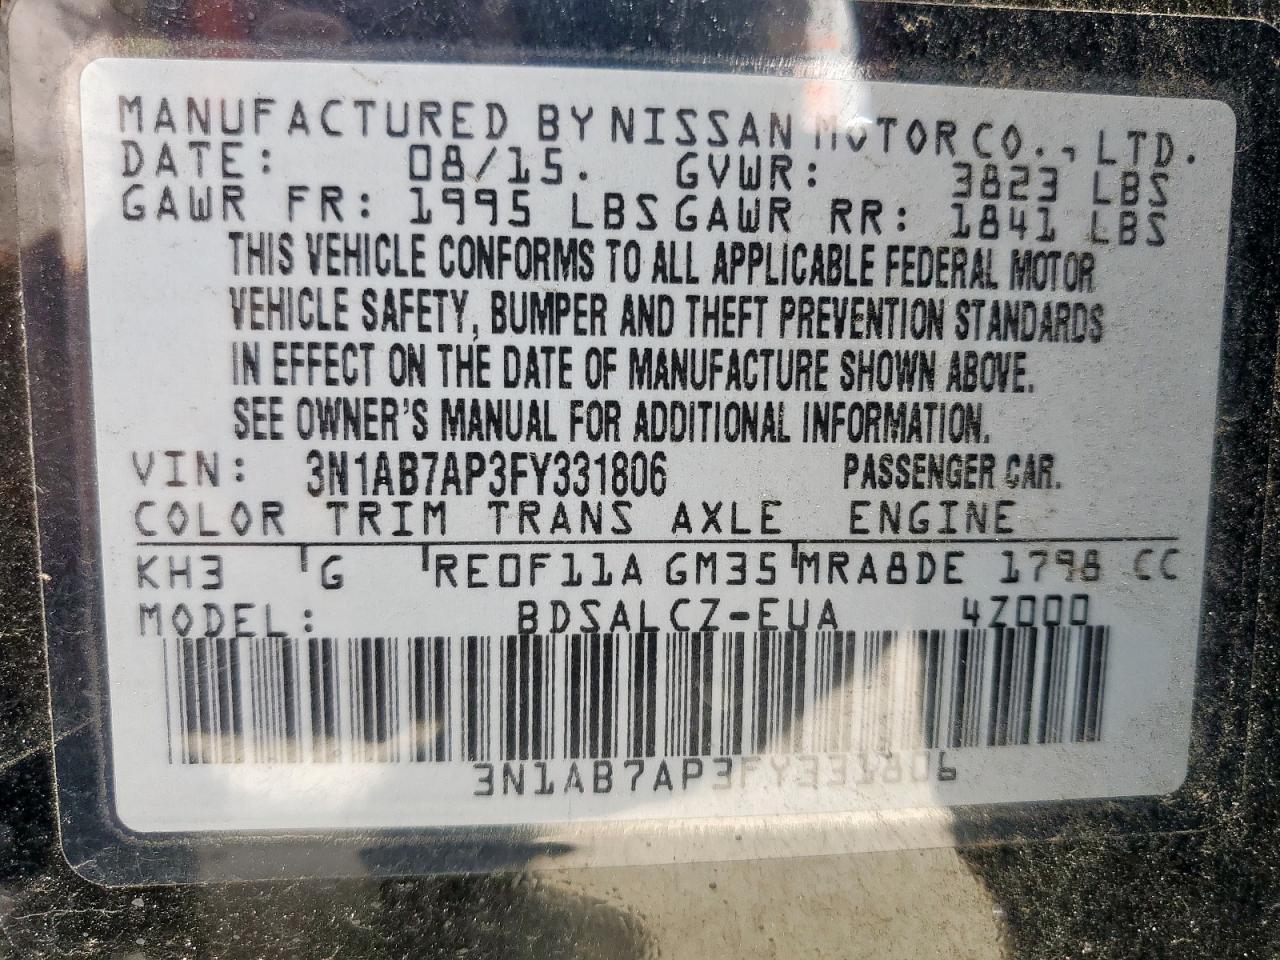 MANUFACTURED BY NISSAN MOTOR CO., LTD.
DATE: 08/15. GVWR: 3823 LBS
GAWR FR: 1995 LBS GAWR RR: 1841 LBS
THIS VEHICLE CONFORMS TO ALL APPLICABLE FEDERAL MOTOR
VEHICLE SAFETY, BUMPER AND THEFT PREVENTION STANDARDS
IN EFFECT ON THE DATE OF MANUFACTURE SHOWN ABOVE.
SEE OWNER'S MANUAL FOR ADDITIONAL INFORMATION.
VIN: 3N1AB7AP3FY331806 PASSENGER CAR.
COLOR TRIM TRANS AXLE ENGINE
KH3 G RE0F11A GM35 MRA8DE 1798 CC
MODEL: BDSALCZ-EUA 4Z000
3N1AB7AP3FY331806